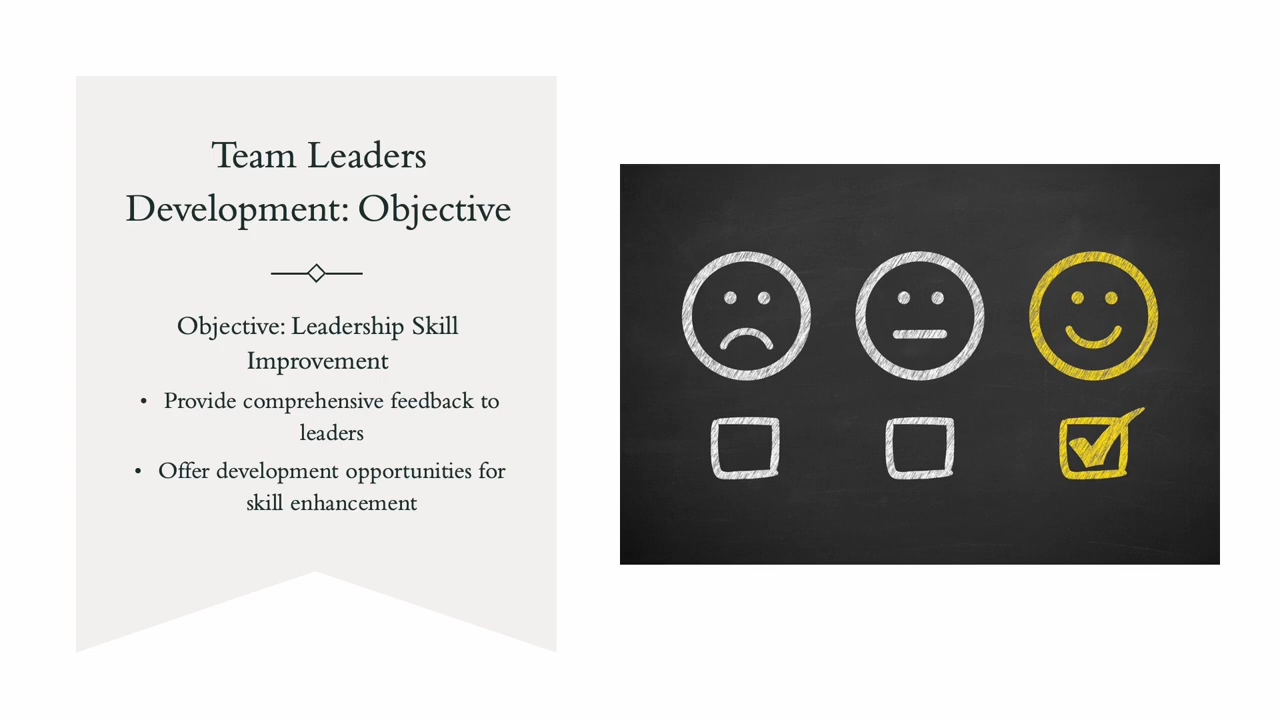 Team Leaders
Development: Objective
Objective: Leadership Skill
Improvement
• Provide comprehensive feedback to
leaders
• Offer development opportunities for
skill enhancement